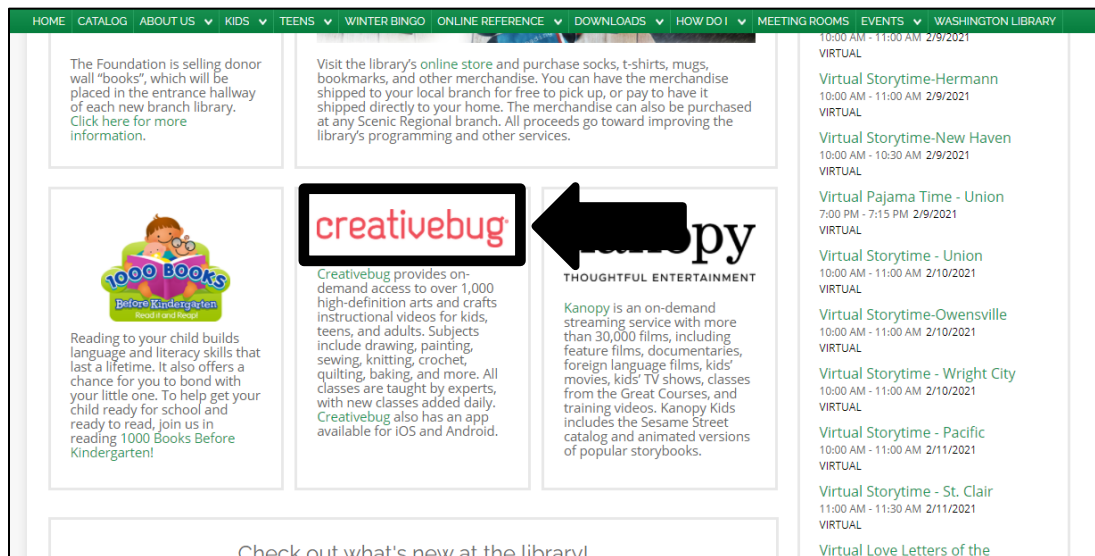 HOME CATALOG ABOUT US KIDS TEENS WINTER BINGO ONLINE REFERENCE DOWNLOADS HOW DO I MEETING ROOMS EVENTS WASHINGTON LIBRARY
The Foundation is selling donor
wall “books”, which will be
placed in the entrance hallway
of each new branch library.
Click here for more
information.
Visit the library's online store and purchase socks, t-shirts, mugs,
bookmarks, and other merchandise. You can have the merchandise
shipped to your local branch for free to pick up, or pay to have it
shipped directly to your home. The merchandise can also be purchased
at any Scenic Regional branch. All proceeds go toward improving the
library's programming and other services.
1000 BOOKS
Before Kindergarten
Read it and Reap!
Reading to your child builds
language and literacy skills that
last a lifetime. It also offers a
chance for you to bond with
your little one. To help get your
child ready for school and
ready to read, join us in
reading 1000 Books Before
Kindergarten!
creativebug
Creativebug provides on-
demand access to over 1,000
high-definition arts and crafts
instructional videos for kids,
teens, and adults. Subjects
include drawing, painting,
sewing, knitting, crochet,
quilting, baking, and more. All
classes are taught by experts,
with new classes added daily.
Creativebug also has an app
available for iOS and Android.
THOUGHTFUL ENTERTAINMENT
Kanopy is an on-demand
streaming service with more
than 30,000 films, including
feature films, documentaries,
foreign language films, kids'
movies, kids' TV shows, classes
from the Great Courses, and
training videos. Kanopy Kids
includes the Sesame Street
catalog and animated versions
of popular storybooks.
Check out what's new at the library!
10:00 AM - 11:00 AM 2/9/2021
VIRTUAL
Virtual Storytime-Hermann
10:00 AM - 11:00 AM 2/9/2021
VIRTUAL
Virtual Storytime-New Haven
10:00 AM - 10:30 AM 2/9/2021
VIRTUAL
Virtual Pajama Time - Union
7:00 PM - 7:15 PM 2/9/2021
VIRTUAL
Virtual Storytime - Union
10:00 AM - 11:00 AM 2/10/2021
VIRTUAL
Virtual Storytime-Owensville
10:00 AM - 11:00 AM 2/10/2021
VIRTUAL
Virtual Storytime - Wright City
10:00 AM - 11:00 AM 2/10/2021
VIRTUAL
Virtual Storytime - Pacific
10:00 AM - 11:00 AM 2/11/2021
VIRTUAL
Virtual Storytime - St. Clair
11:00 AM - 11:30 AM 2/11/2021
VIRTUAL
Virtual Love Letters of the